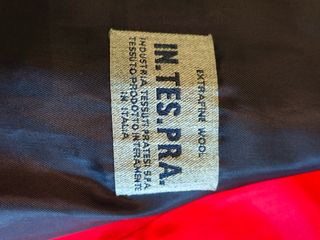 EXTRAFINE WOOL
IN.TES.PRA.
INDUSTRIA TESSUTI PRATESI S.P.A.
TESSUTO PRODOTTO INTERAMENTE
IN ITALIA